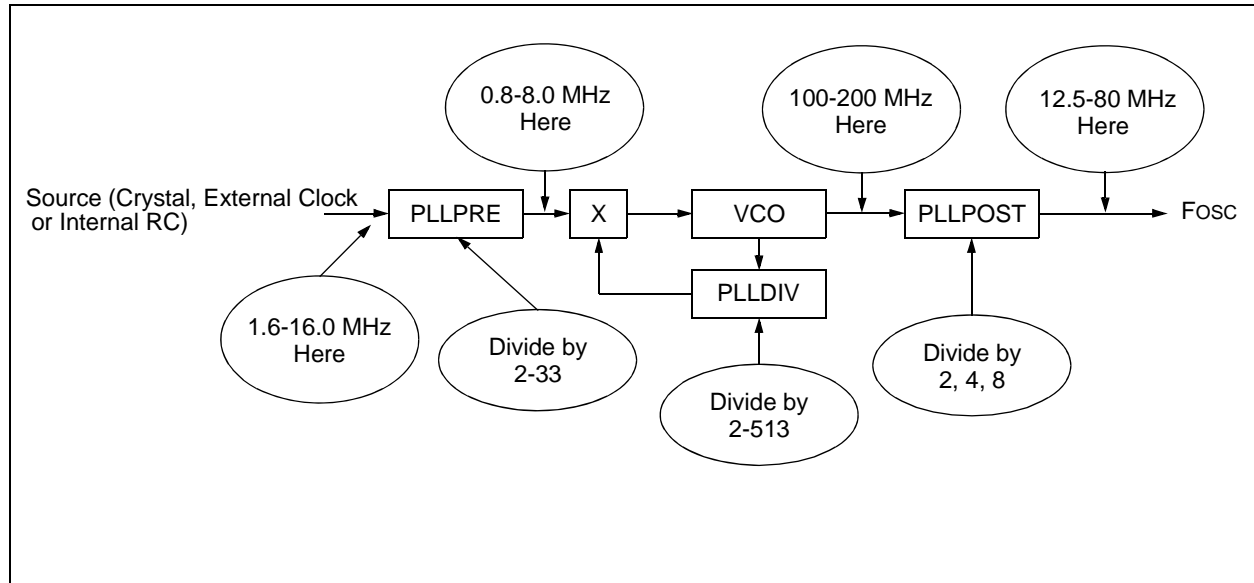 0.8-8.0 MHz
Here
100-200 MHz
Here
12.5-80 MHz
Here
Source (Crystal, External Clock
or Internal RC)
PLLPRE
X
VCO
PLLPOST
FOSC
PLLDIV
1.6-16.0 MHz
Here
Divide by
2-33
Divide by
2-513
Divide by
2, 4, 8